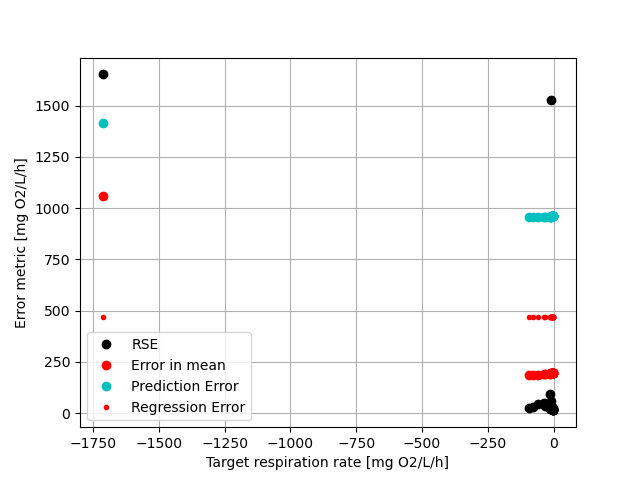 1500
1250
1000
750
500
250
0
Error metric [mg O2/L/h]
RSE
Error in mean
Prediction Error
Regression Error
−1750 −1500 −1250 −1000 −750 −500 −250 0
Target respiration rate [mg O2/L/h]